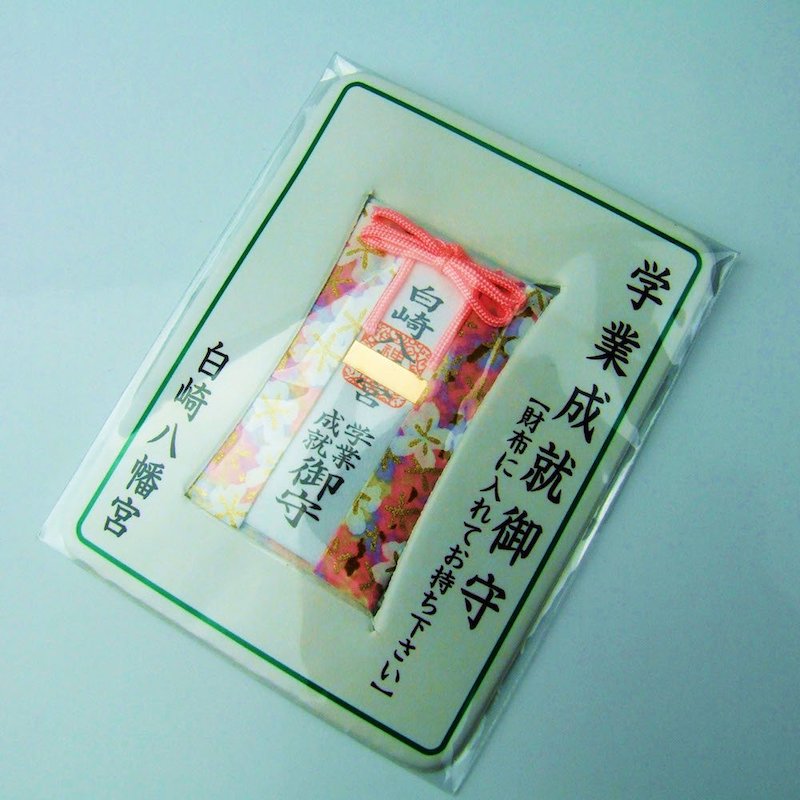 学業成就御守
【財布に入れてお持ち下さい】
白崎八宮
学業
成就
御守
白崎八幡宮